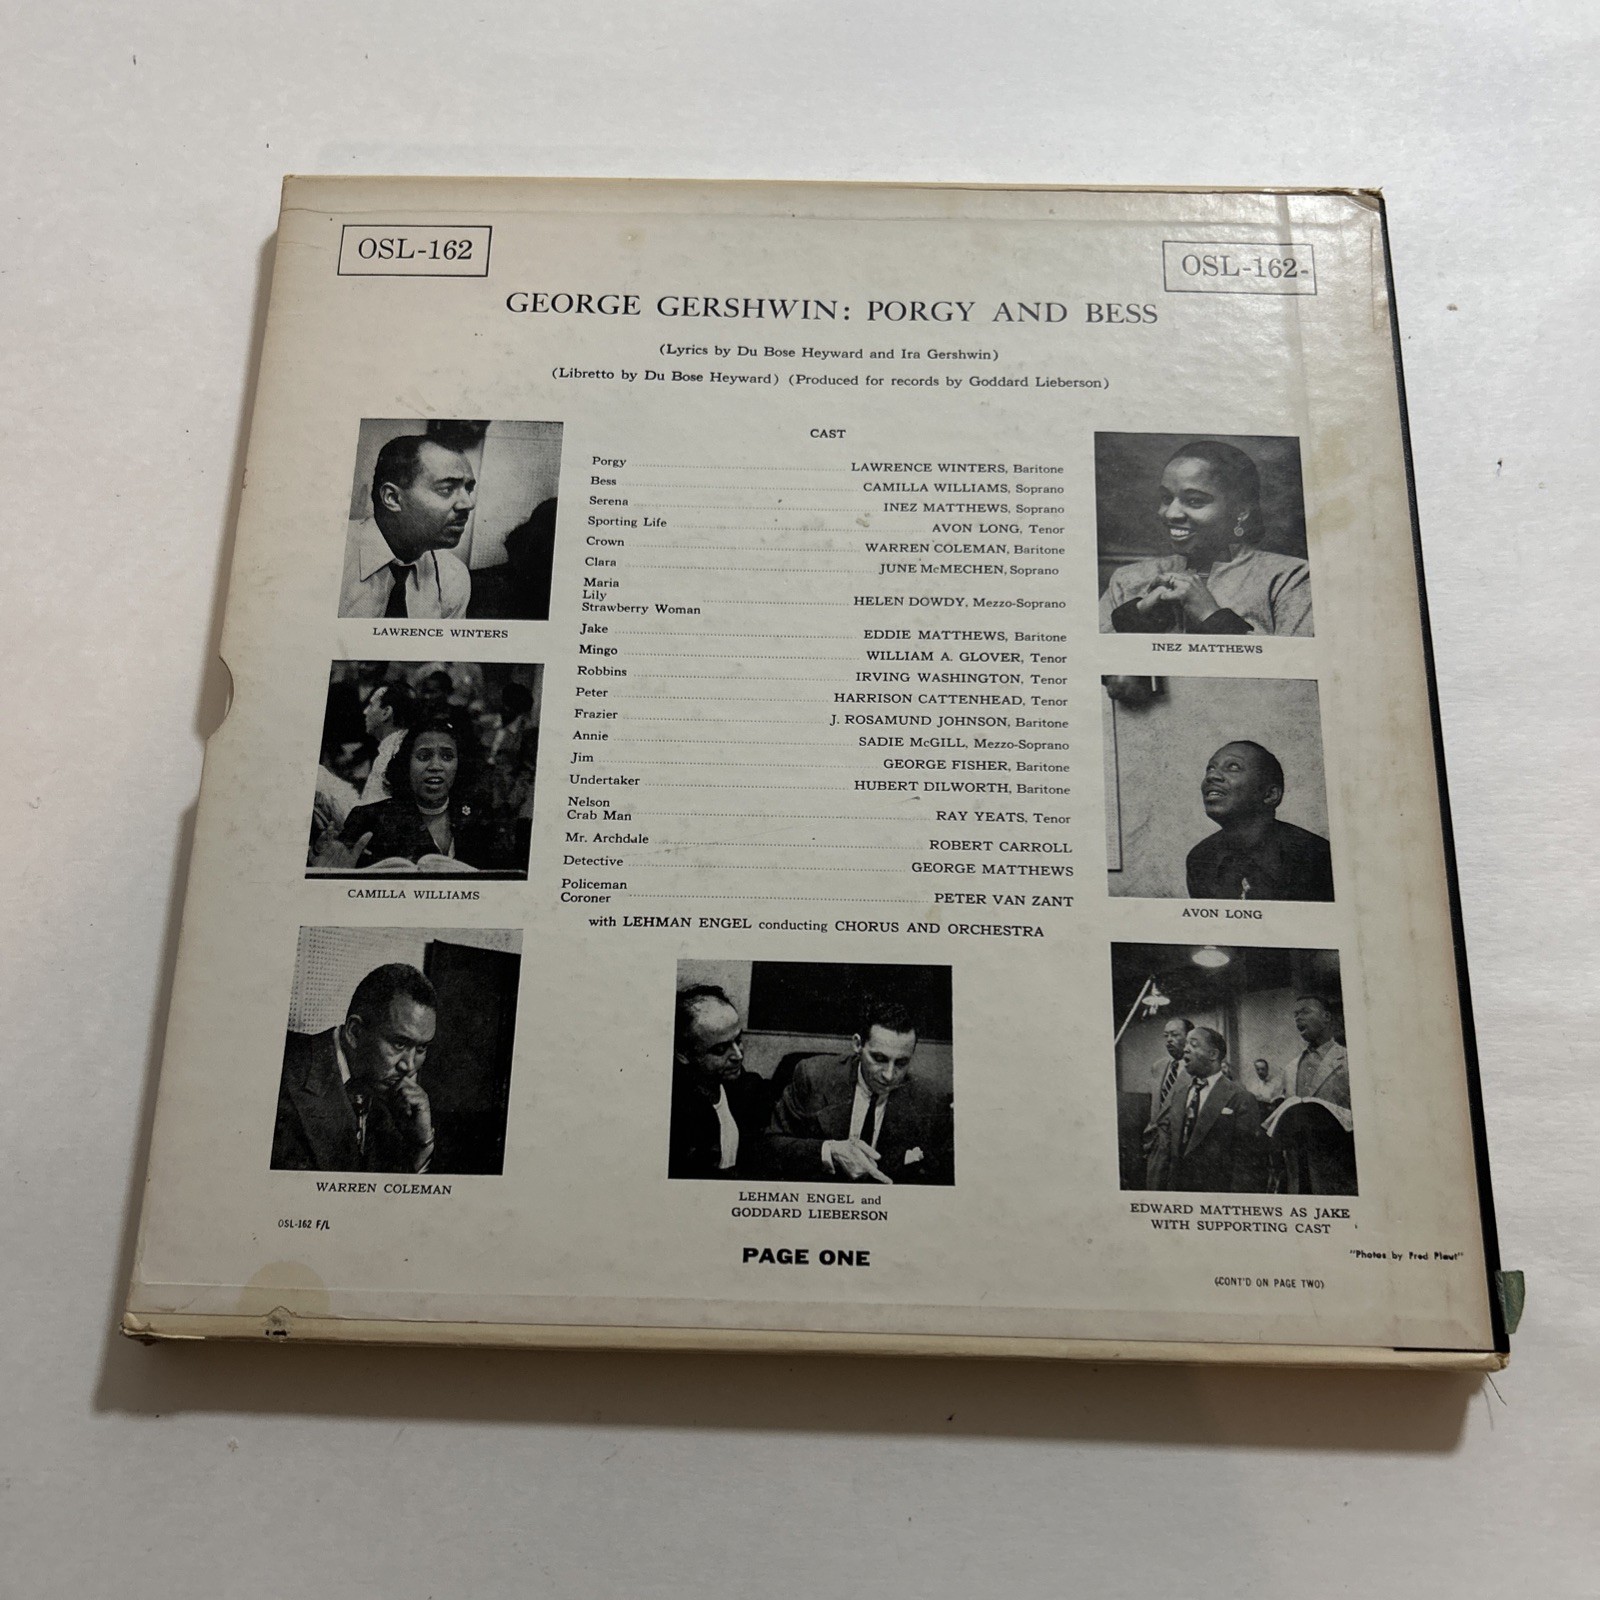 OSL-162
OSL-162-
GEORGE GERSHWIN: PORGY AND BESS
(Lyrics by Du Bose Heyward and Ira Gershwin)
(Libretto by Du Bose Heyward) (Produced for records by Goddard Lieberson)
CAST
Porgy LAWRENCE WINTERS, Baritone
Bess CAMILLA WILLIAMS, Soprano
Serena INEZ MATTHEWS, Soprano
Sporting Life AVON LONG, Tenor
Crown WARREN COLEMAN, Baritone
Clara JUNE McMECHEN, Soprano
Maria
Lily
Strawberry Woman HELEN DOWDY, Mezzo-Soprano
Jake EDDIE MATTHEWS, Baritone
Mingo WILLIAM A. GLOVER, Tenor
Robbins IRVING WASHINGTON, Tenor
Peter HARRISON CATTENHEAD, Tenor
Frazier J. ROSAMUND JOHNSON, Baritone
Annie SADIE McGILL, Mezzo-Soprano
Jim GEORGE FISHER, Baritone
Undertaker HUBERT DILWORTH, Baritone
Nelson
Crab Man RAY YEATS, Tenor
Mr. Archdale ROBERT CARROLL
Detective GEORGE MATTHEWS
Policeman
Coroner PETER VAN ZANT
with LEHMAN ENGEL conducting CHORUS AND ORCHESTRA
LAWRENCE WINTERS
INEZ MATTHEWS
CAMILLA WILLIAMS
AVON LONG
WARREN COLEMAN
LEHMAN ENGEL and
GODDARD LIEBERSON
EDWARD MATTHEWS AS JAKE
WITH SUPPORTING CAST
OSL-162 F/L
"Photos by Fred Plaut"
PAGE ONE
(CONT'D ON PAGE TWO)